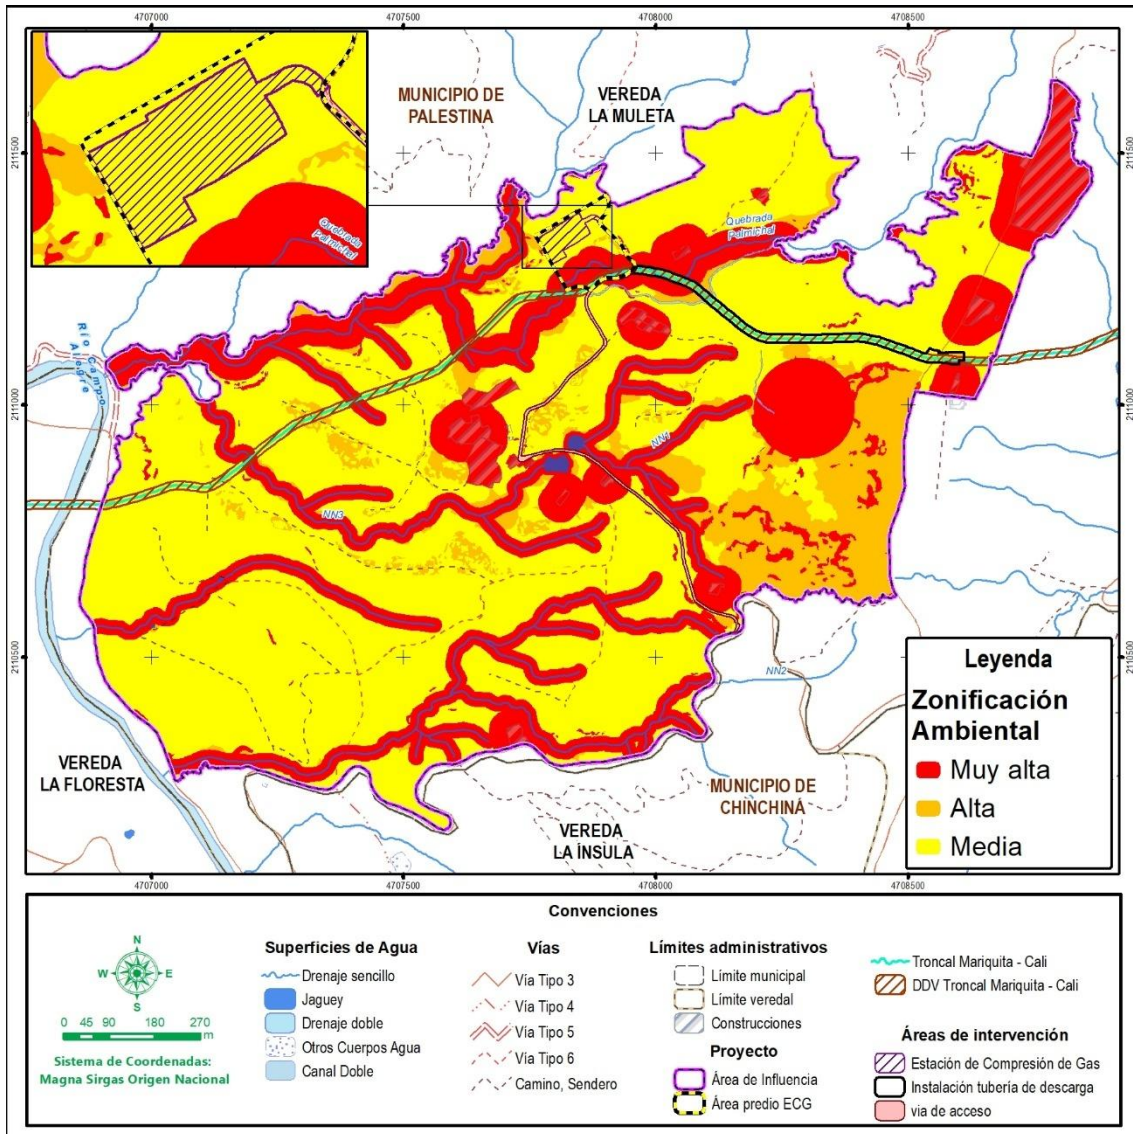 4707000
4707500
4708000
4708500
2111500
2111000
2110500
2111500
2111000
2110500
MUNICIPIO DE
PALESTINA
VEREDA
LA MULETA
Quebrada
Palmichal
Quebrada
Palmichal
Río Campo
Alegre
NN1
NN3
NN2
VEREDA
LA FLORESTA
MUNICIPIO DE
CHINCHINÁ
VEREDA
LA ÍNSULA
Leyenda
Zonificación
Ambiental
Muy alta
Alta
Media
4707000
4707500
4708000
4708500
Convenciones
N
W
E
S
0 45 90 180 270
m
Sistema de Coordenadas:
Magna Sirgas Origen Nacional
Superficies de Agua
Drenaje sencillo
Jaguey
Drenaje doble
Otros Cuerpos Agua
Canal Doble
Vías
Vía Tipo 3
Vía Tipo 4
Vía Tipo 5
Vía Tipo 6
Camino, Sendero
Límites administrativos
Límite municipal
Límite veredal
Construcciones
Proyecto
Área de Influencia
Área predio ECG
Troncal Mariquita - Cali
DDV Troncal Mariquita - Cali
Áreas de intervención
Estación de Compresión de Gas
Instalación tubería de descarga
via de acceso